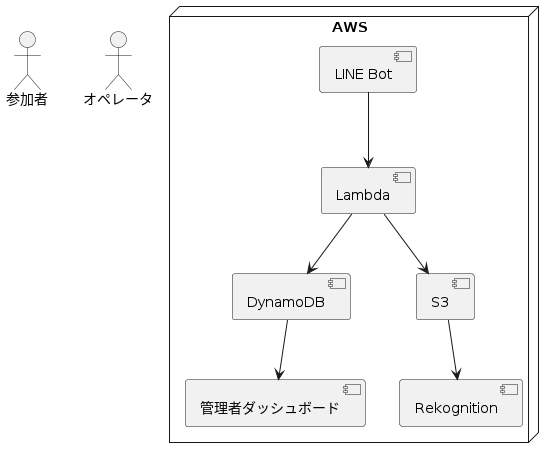 AWS
LINE Bot
参加者
オペレータ
Lambda
DynamoDB
S3
管理者ダッシュボード
Rekognition